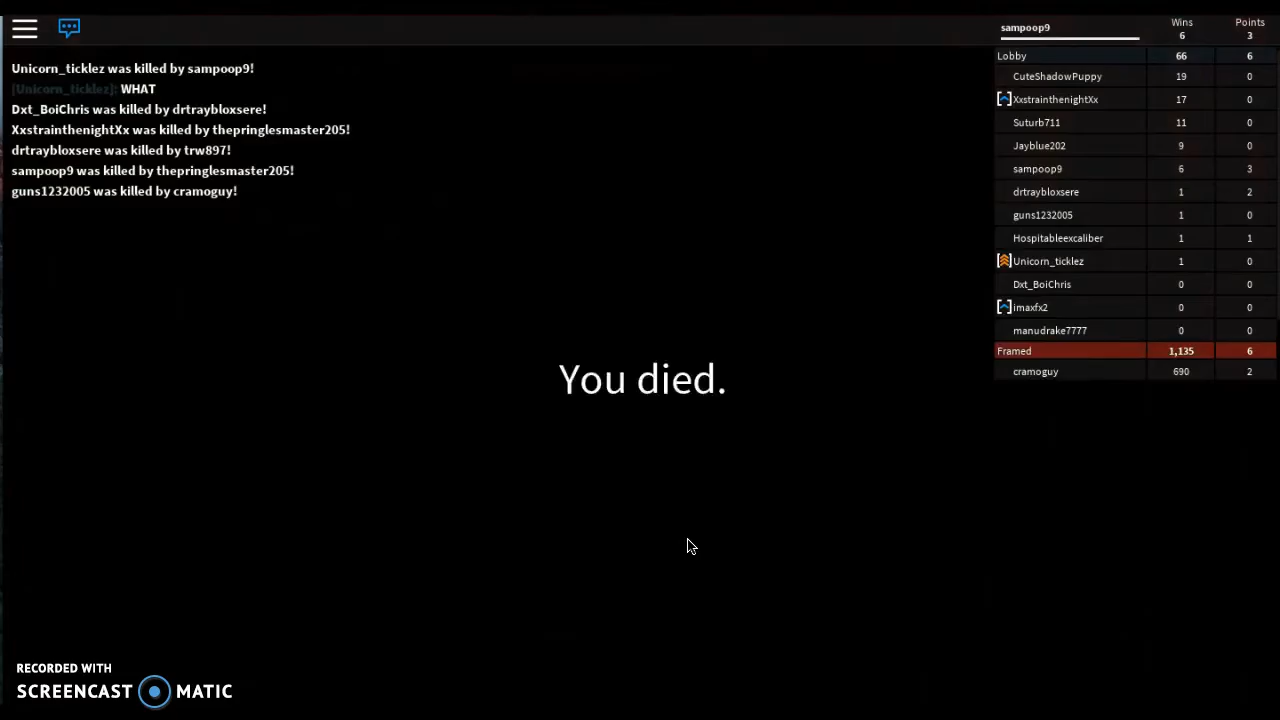 sampoop9
Wins
6
Points
3
Unicorn_ticklez was killed by sampoop9!
[Unicorn_ticklez]: WHAT
Dxt_BoiChris was killed by drtraybloxsere!
XxstrainthenightXx was killed by thepringlesmaster205!
drtraybloxsere was killed by trw897!
sampoop9 was killed by thepringlesmaster205!
guns1232005 was killed by cramoguy!
Lobby 66 6
CuteShadowPuppy 19 0
XxstrainthenightXx 17 0
Suturb711 11 0
Jayblue202 9 0
sampoop9 6 3
drtraybloxsere 1 2
guns1232005 1 0
Hospitableexcaliber 1 1
Unicorn_ticklez 1 0
Dxt_BoiChris 0 0
imaxfx2 0 0
manudrake7777 0 0
Framed 1,135 6
cramoguy 690 2
You died.
RECORDED WITH
SCREENCAST MATIC